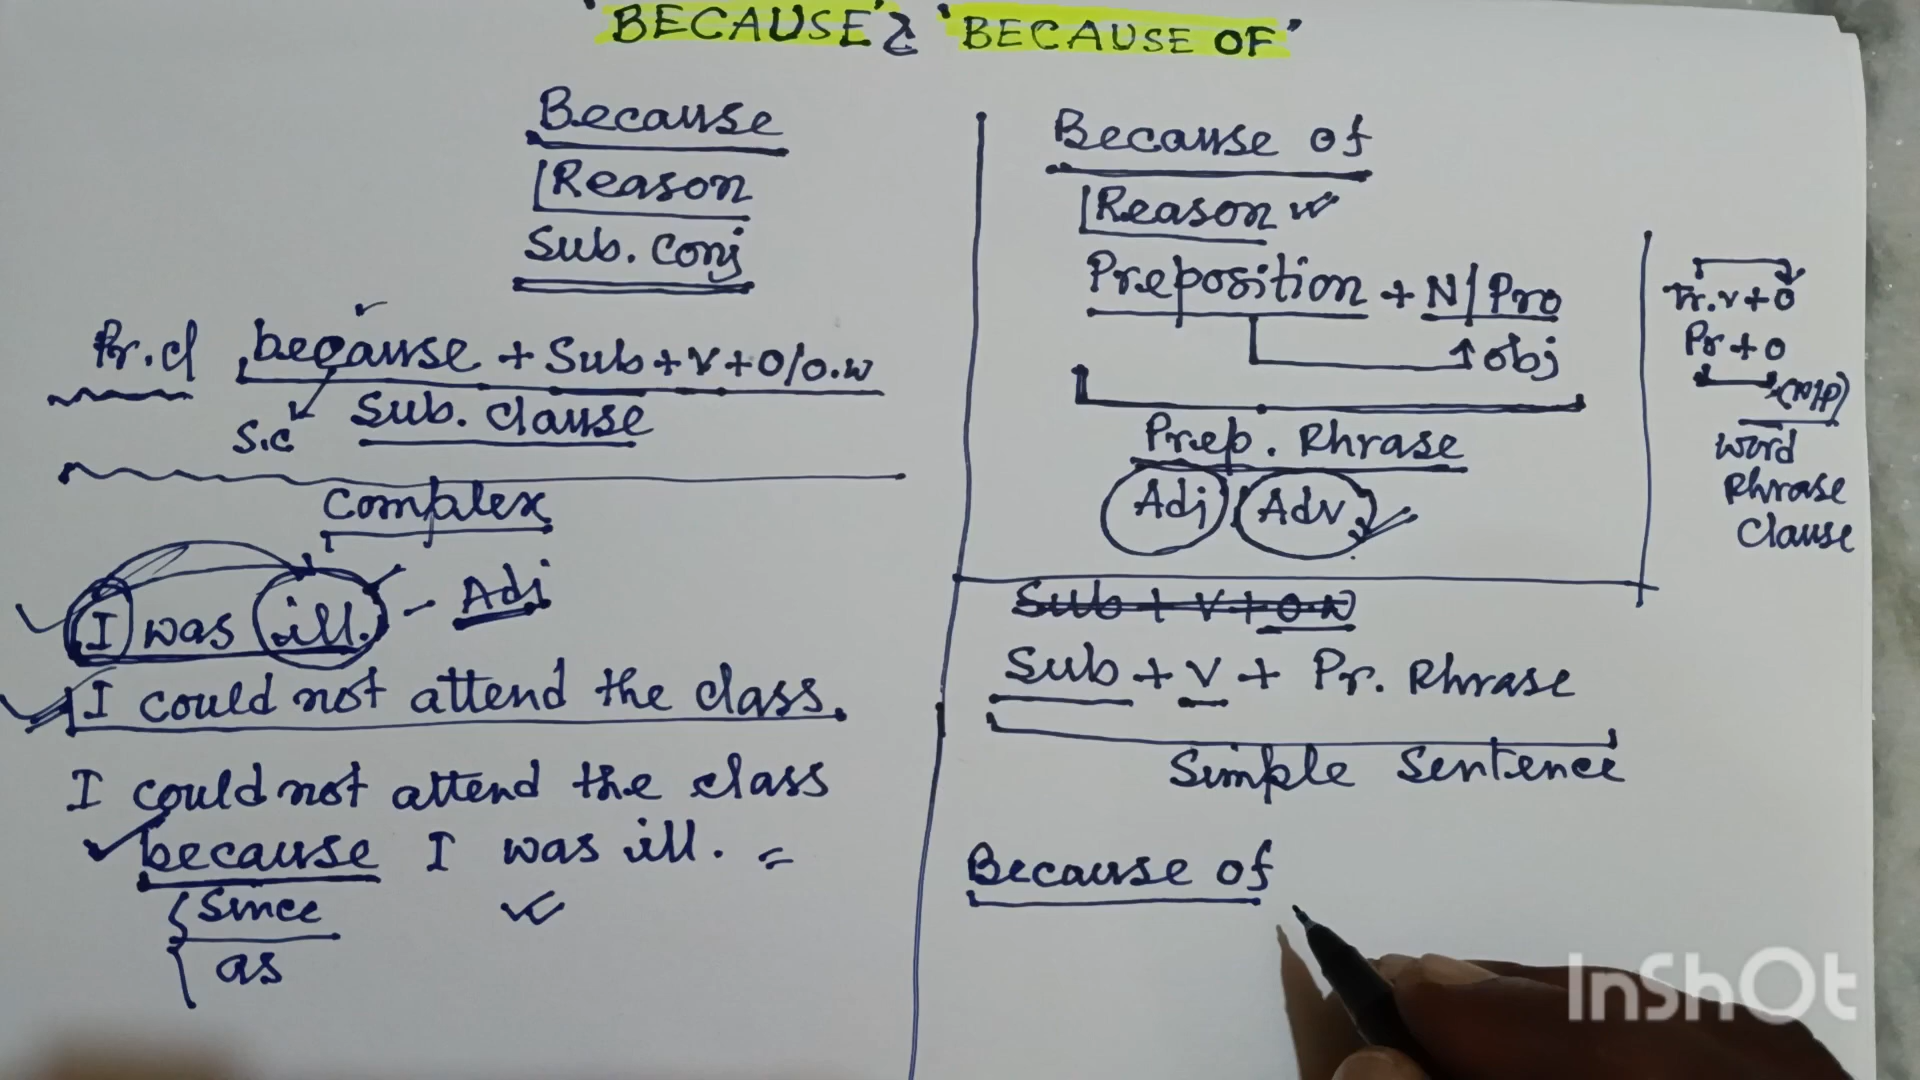 "BECAUSE" & "BECAUSE OF"
Because
Reason
Sub. Conj
Pr. cl because + Sub + V + O/O.W
S.C Sub. clause
Complex
I was ill. - Adj
I could not attend the class.
I could not attend the class
because I was ill. =
Since
as
Because of
Reason
Preposition + N/Pro
obj
Prep. Phrase
Adj Adv
Tr. V + O
Pr + O
(N/P)
word
Phrase
Clause
Sub + V + O.W
Sub + V + Pr. Phrase
Simple Sentence
Because of
InShOt